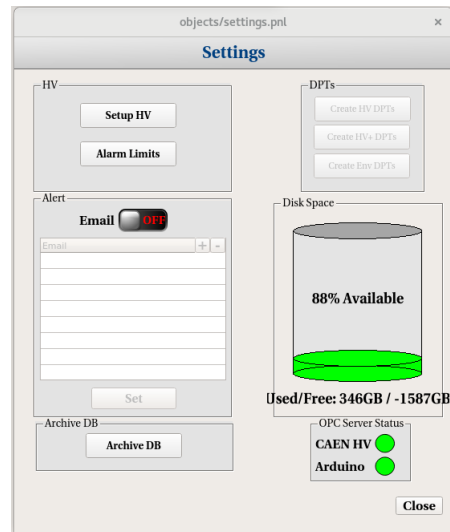 objects/settings.pnl
×
Settings
HV
Setup HV
Alarm Limits
DPTs
Create HV DPTs
Create HV+ DPTs
Create Env DPTs
Alert
Email OFF
Email + -
Set
Disk Space
88% Available
Used/Free: 346GB / -1587GB
Archive DB
Archive DB
OPC Server Status
CAEN HV
Arduino
Close